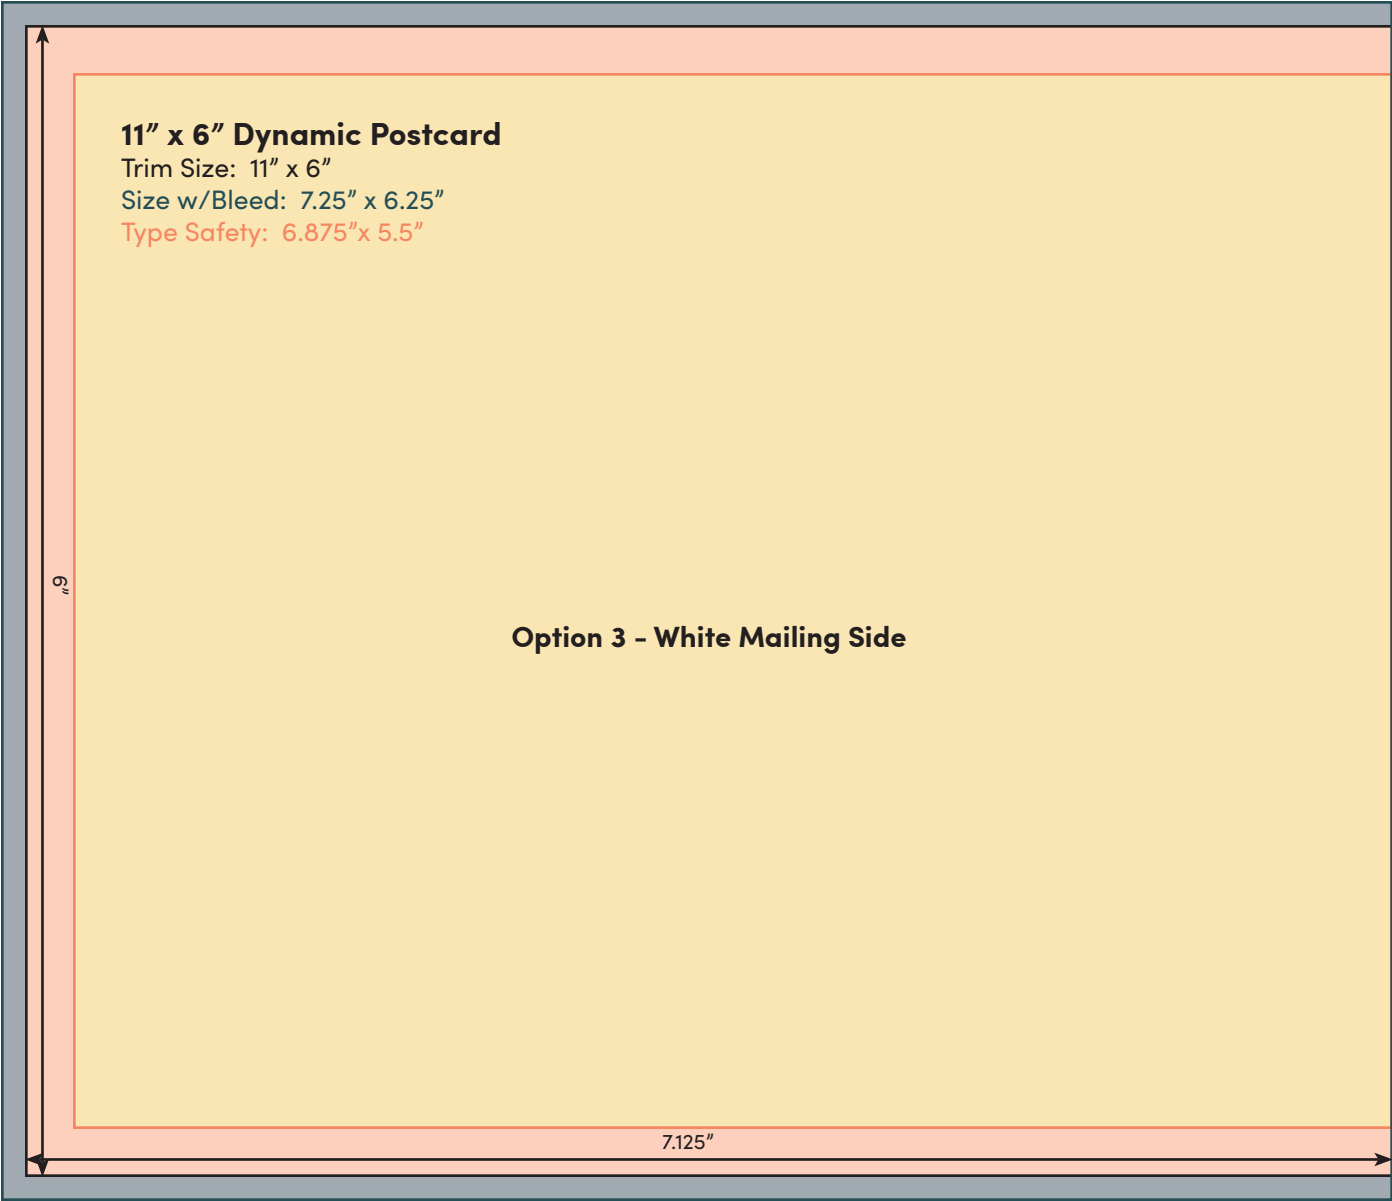 11” x 6” Dynamic Postcard
Trim Size:  11” x 6”
Size w/Bleed:  7.25” x 6.25”
Type Safety:  6.875”x 5.5”
6”
Option 3 - White Mailing Side
7.125”